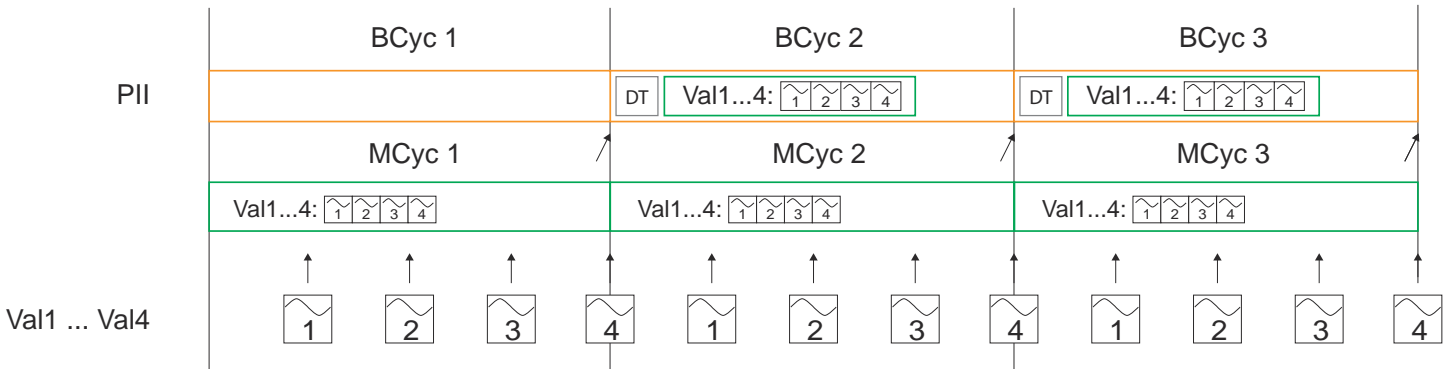 BCyc 1 BCyc 2 BCyc 3
PII DT Val1...4: 1 2 3 4 DT Val1...4: 1 2 3 4
MCyc 1 MCyc 2 MCyc 3
Val1...4: 1 2 3 4 Val1...4: 1 2 3 4 Val1...4: 1 2 3 4
Val1 ... Val4 1 2 3 4 1 2 3 4 1 2 3 4